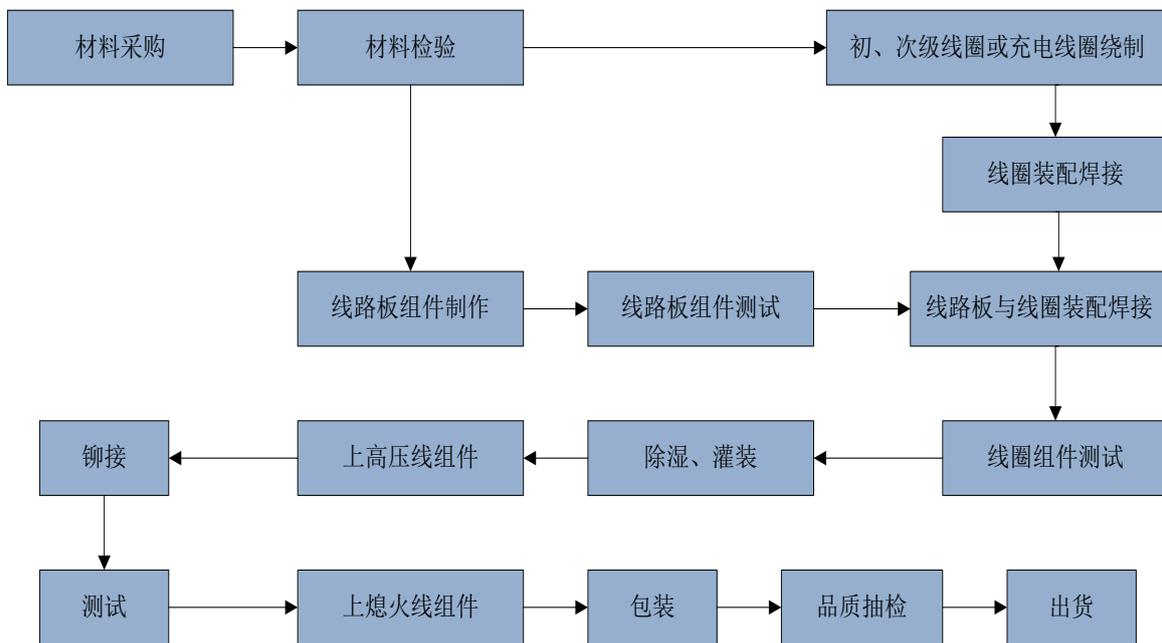 材料采购
材料检验
初、次级线圈或充电线圈绕制
线圈装配焊接
线路板组件制作
线路板组件测试
线路板与线圈装配焊接
铆接
上高压线组件
除湿、灌装
线圈组件测试
测试
上熄火线组件
包装
品质抽检
出货